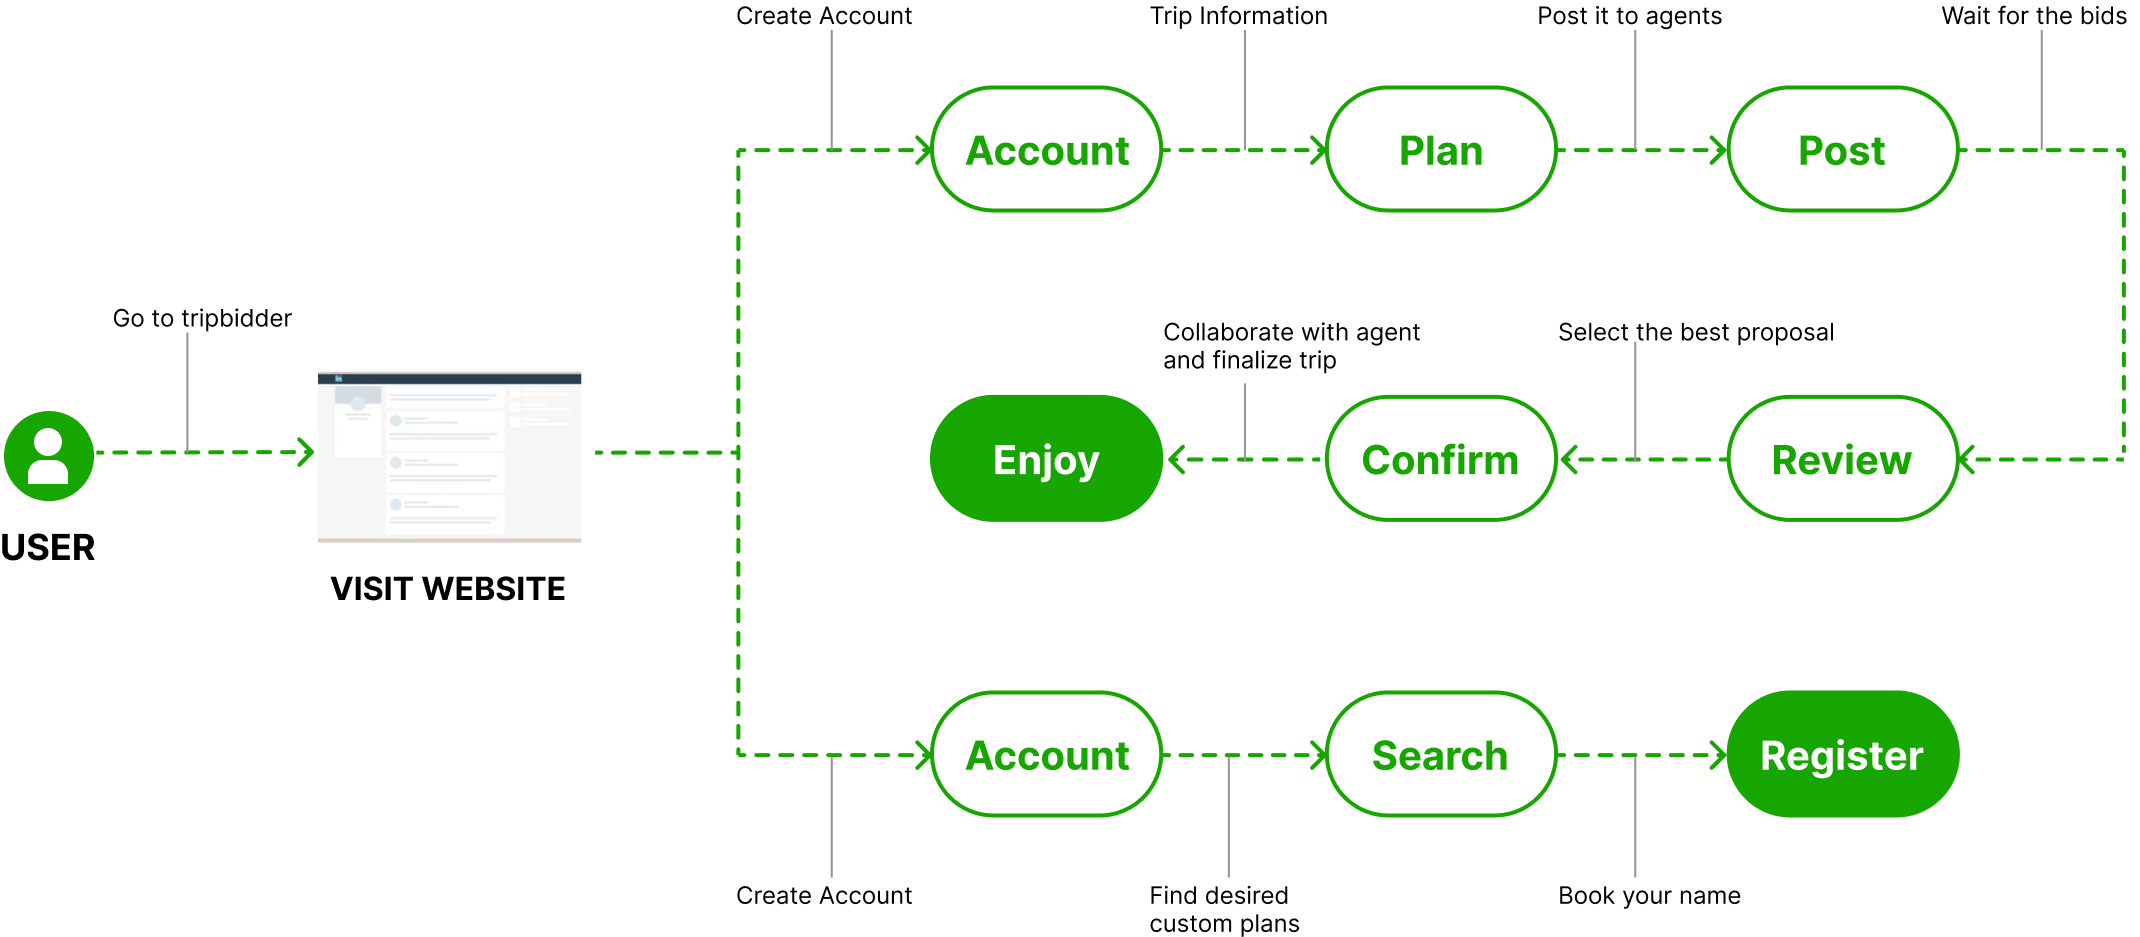 Create Account
Trip Information
Post it to agents
Wait for the bids
Account
Plan
Post
Go to tripbidder
Collaborate with agent
and finalize trip
Select the best proposal
Enjoy
Confirm
Review
USER
VISIT WEBSITE
Account
Search
Register
Create Account
Find desired
custom plans
Book your name